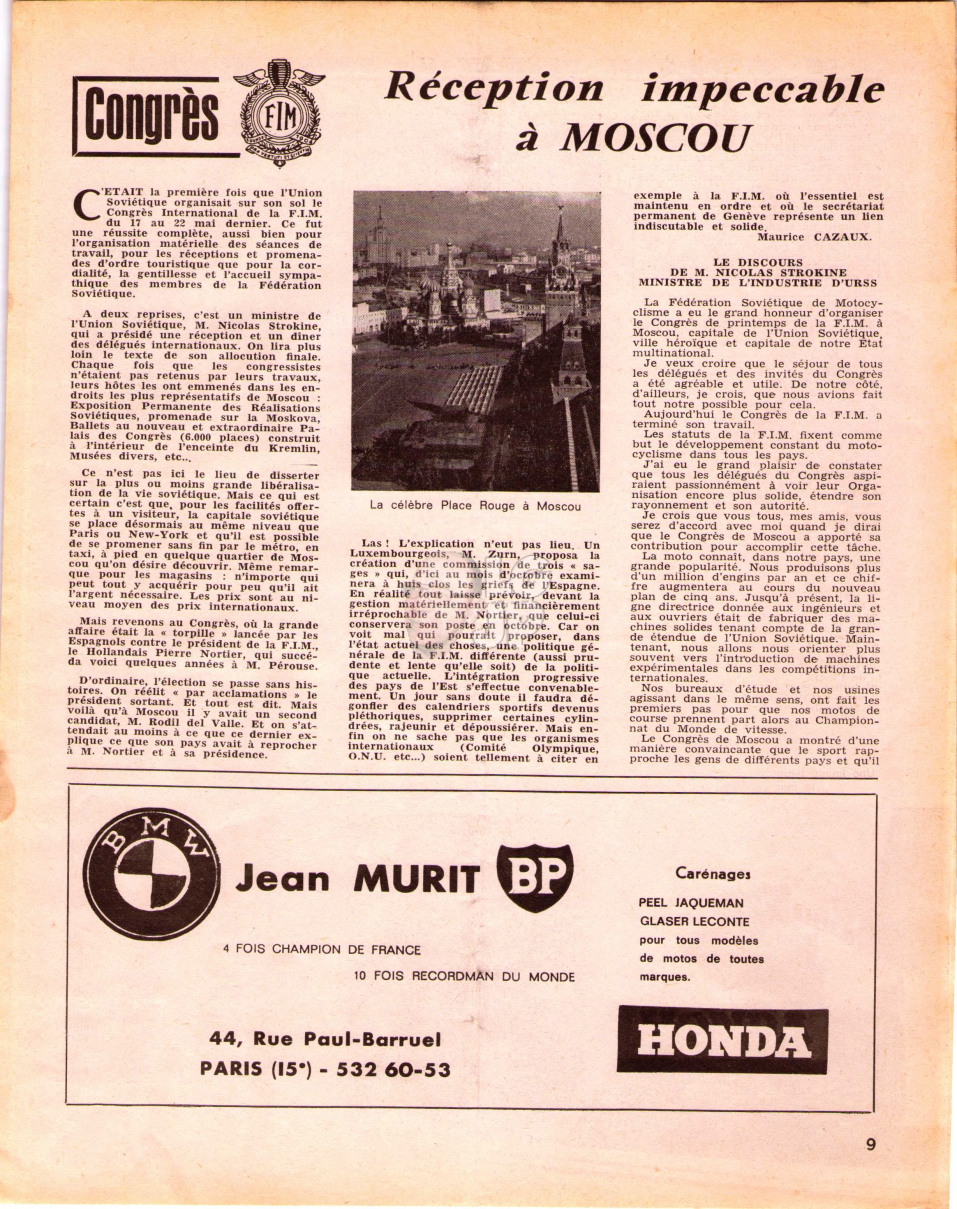 Congrès
FIM
Réception impeccable
à MOSCOU
C'ETAIT la première fois que l'Union
Soviétique organisait sur son sol le
Congrès International de la F.I.M.
du 17 au 22 mai dernier. Ce fut
une réussite complète, aussi bien pour
l'organisation matérielle des séances de
travail, pour les réceptions et promena-
des d'ordre touristique que pour la cor-
dialité, la gentillesse et l'accueil sympa-
thique des membres de la Fédération
Soviétique.
A deux reprises, c'est un ministre de
l'Union Soviétique, M. Nicolas Strokine,
qui a présidé une réception et un dîner
des délégués internationaux. On lira plus
loin le texte de son allocution finale.
Chaque fois que les congressistes
n'étaient pas retenus par leurs travaux,
leurs hôtes les ont emmenés dans les en-
droits les plus représentatifs de Moscou :
Exposition Permanente des Réalisations
Soviétiques, promenade sur la Moskova,
Ballets au nouveau et extraordinaire Pa-
lais des Congrès (6.000 places) construit
à l'intérieur de l'enceinte du Kremlin,
Musées divers, etc...
Ce n'est pas ici le lieu de disserter
sur la plus ou moins grande libéralisa-
tion de la vie soviétique. Mais ce qui est
certain c'est que, pour les facilités offer-
tes à un visiteur, la capitale soviétique
se place désormais au même niveau que
Paris ou New-York et qu'il est possible
de se promener sans fin par le métro, en
taxi, à pied en quelque quartier de Mos-
cou qu'on désire découvrir. Même remar-
que pour les magasins : n'importe qui
peut tout y acquérir pour peu qu'il ait
l'argent nécessaire. Les prix sont au ni-
veau moyen des prix internationaux.
Mais revenons au Congrès, où la grande
affaire était la « torpille » lancée par les
Espagnols contre le président de la F.I.M.,
le Hollandais Pierre Nortier, qui succé-
da voici quelques années à M. Pérouse.
D'ordinaire, l'élection se passe sans his-
toires. On réélit « par acclamations » le
président sortant. Et tout est dit. Mais
voilà qu'à Moscou il y avait un second
candidat, M. Rodil del Valle. Et on s'at-
tendait au moins à ce que ce dernier ex-
plique ce que son pays avait à reprocher
à M. Nortier et à sa présidence.
La célèbre Place Rouge à Moscou
Las ! L'explication n'eut pas lieu. Un
Luxembourgeois, M. Zurn, proposa la
création d'une commission de trois « sa-
ges » qui, d'ici au mois d'octobre exami-
nera à huis clos les griefs de l'Espagne.
En réalité tout laisse prévoir, devant la
gestion matériellement et financièrement
irréprochable de M. Nortier, que celui-ci
conservera son poste en octobre. Car on
voit mal qui pourrait proposer, dans
l'état actuel des choses, une politique gé-
nérale de la F.I.M. différente (aussi pru-
dente et lente qu'elle soit) de la politi-
que actuelle. L'intégration progressive
des pays de l'Est s'effectue convenable-
ment. Un jour sans doute il faudra dé-
gonfler des calendriers sportifs devenus
pléthoriques, supprimer certaines cylin-
drées, rajeunir et dépoussiérer. Mais en-
fin on ne sache pas que les organismes
internationaux (Comité Olympique,
O.N.U. etc...) soient tellement à citer en
exemple à la F.I.M. où l'essentiel est
maintenu en ordre et où le secrétariat
permanent de Genève représente un lien
indiscutable et solide.
Maurice CAZAUX.
LE DISCOURS
DE M. NICOLAS STROKINE
MINISTRE DE L'INDUSTRIE D'URSS
La Fédération Soviétique de Motocy-
clisme a eu le grand honneur d'organiser
le Congrès de printemps de la F.I.M. à
Moscou, capitale de l'Union Soviétique,
ville héroïque et capitale de notre Etat
multinational.
Je veux croire que le séjour de tous
les délégués et des invités du Congrès
a été agréable et utile. De notre côté,
d'ailleurs, je crois, que nous avions fait
tout notre possible pour cela.
Aujourd'hui le Congrès de la F.I.M. a
terminé son travail.
Les statuts de la F.I.M. fixent comme
but le développement constant du moto-
cyclisme dans tous les pays.
J'ai eu le grand plaisir de constater
que tous les délégués du Congrès aspi-
raient passionnément à voir leur Orga-
nisation encore plus solide, étendre son
rayonnement et son autorité.
Je crois que vous tous, mes amis, vous
serez d'accord avec moi quand je dirai
que le Congrès de Moscou a apporté sa
contribution pour accomplir cette tâche.
La moto connaît, dans notre pays, une
grande popularité. Nous produisons plus
d'un million d'engins par an et ce chif-
fre augmentera au cours du nouveau
plan de cinq ans. Jusqu'à présent, la li-
gne directrice donnée aux ingénieurs et
aux ouvriers était de fabriquer des ma-
chines solides tenant compte de la gran-
de étendue de l'Union Soviétique. Main-
tenant, nous allons nous orienter plus
souvent vers l'introduction de machines
expérimentales dans les compétitions in-
ternationales.
Nos bureaux d'étude et nos usines
agissant dans le même sens, ont fait les
premiers pas pour que nos motos de
course prennent part alors au Champion-
nat du Monde de vitesse.
Le Congrès de Moscou a montré d'une
manière convaincante que le sport rap-
proche les gens de différents pays et qu'il
BMW
Jean MURIT
BP
4 FOIS CHAMPION DE FRANCE
10 FOIS RECORDMAN DU MONDE
44, Rue Paul-Barruel
PARIS (15°) - 532 60-53
Carénages
PEEL JAQUEMAN
GLASER LECONTE
pour tous modèles
de motos de toutes
marques.
HONDA
9